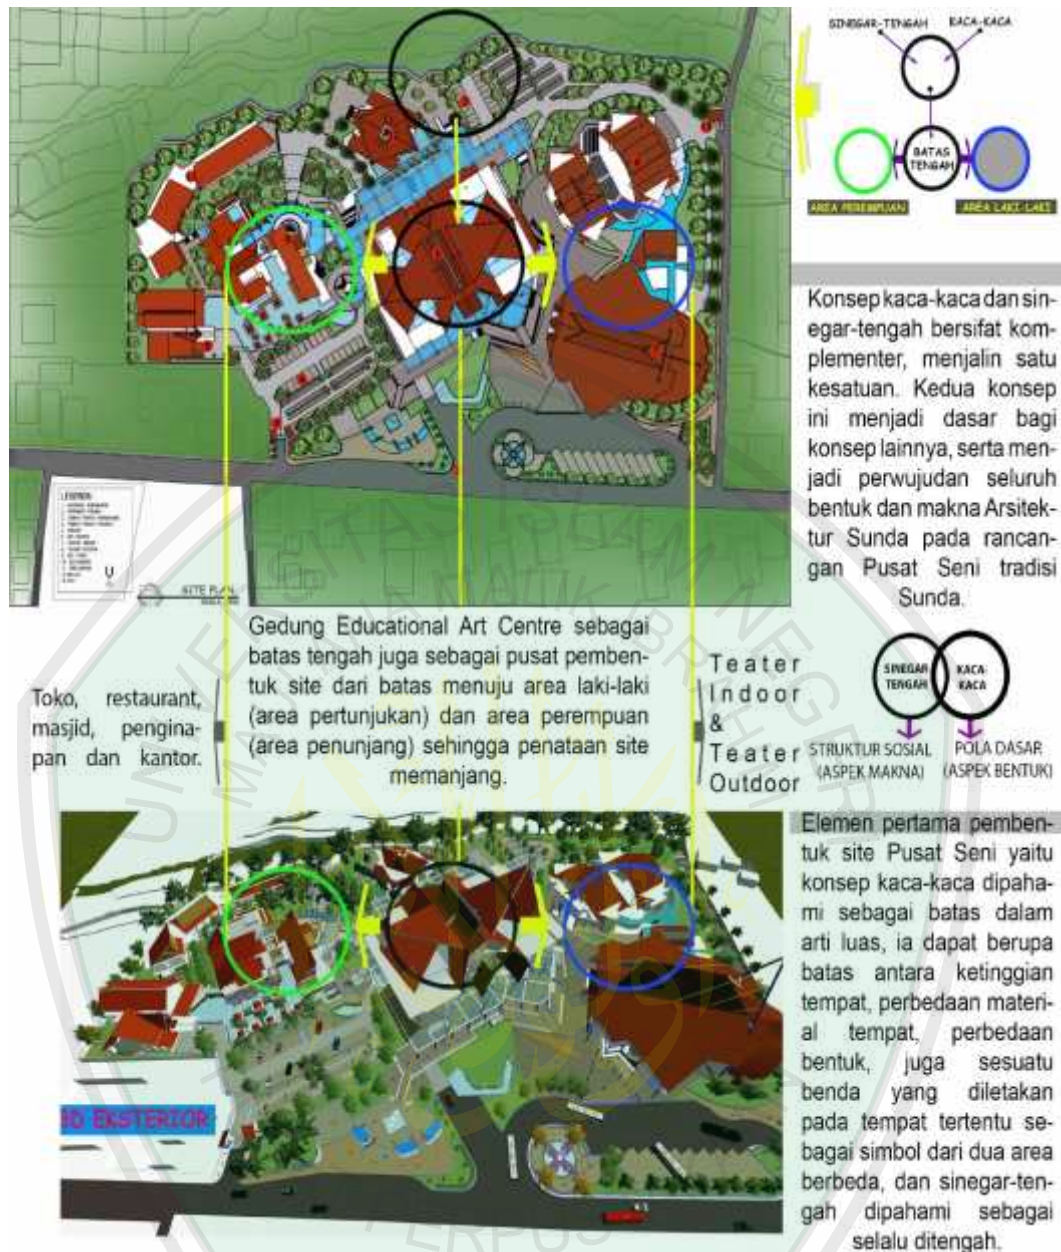 SINEGAR-TENGAH KACA-KACA
BATAS
TENGAH
AREA PEREMPUAN AREA LAKI-LAKI
Konsep kaca-kaca dan sin-
egar-tengah bersifat kom-
plementer, menjalin satu
kesatuan. Kedua konsep
ini menjadi dasar bagi
konsep lainnya, serta men-
jadi perwujudan seluruh
bentuk dan makna Arsitek-
tur Sunda pada rancan-
gan Pusat Seni tradisi
Sunda.
LEGENDA
SITE PLAN
Gedung Educational Art Centre sebagai
batas tengah juga sebagai pusat pemben-
tuk site dari batas menuju area laki-laki
(area pertunjukan) dan area perempuan
(area penunjang) sehingga penataan site
memanjang.
Toko, restaurant,
masjid, pengina-
pan dan kantor.
Teater
Indoor
&
Teater
Outdoor
SINEGAR
TENGAH
KACA-
KACA
STRUKTUR SOSIAL
(ASPEK MAKNA)
POLA DASAR
(ASPEK BENTUK)
Elemen pertama pemben-
tuk site Pusat Seni yaitu
konsep kaca-kaca dipaha-
mi sebagai batas dalam
arti luas, ia dapat berupa
batas antara ketinggian
tempat, perbedaan materi-
al tempat, perbedaan
bentuk, juga sesuatu
benda yang diletakan
pada tempat tertentu se-
bagai simbol dari dua area
berbeda, dan sinegar-ten-
gah dipahami sebagai
selalu ditengah.
3D EKSTERIOR